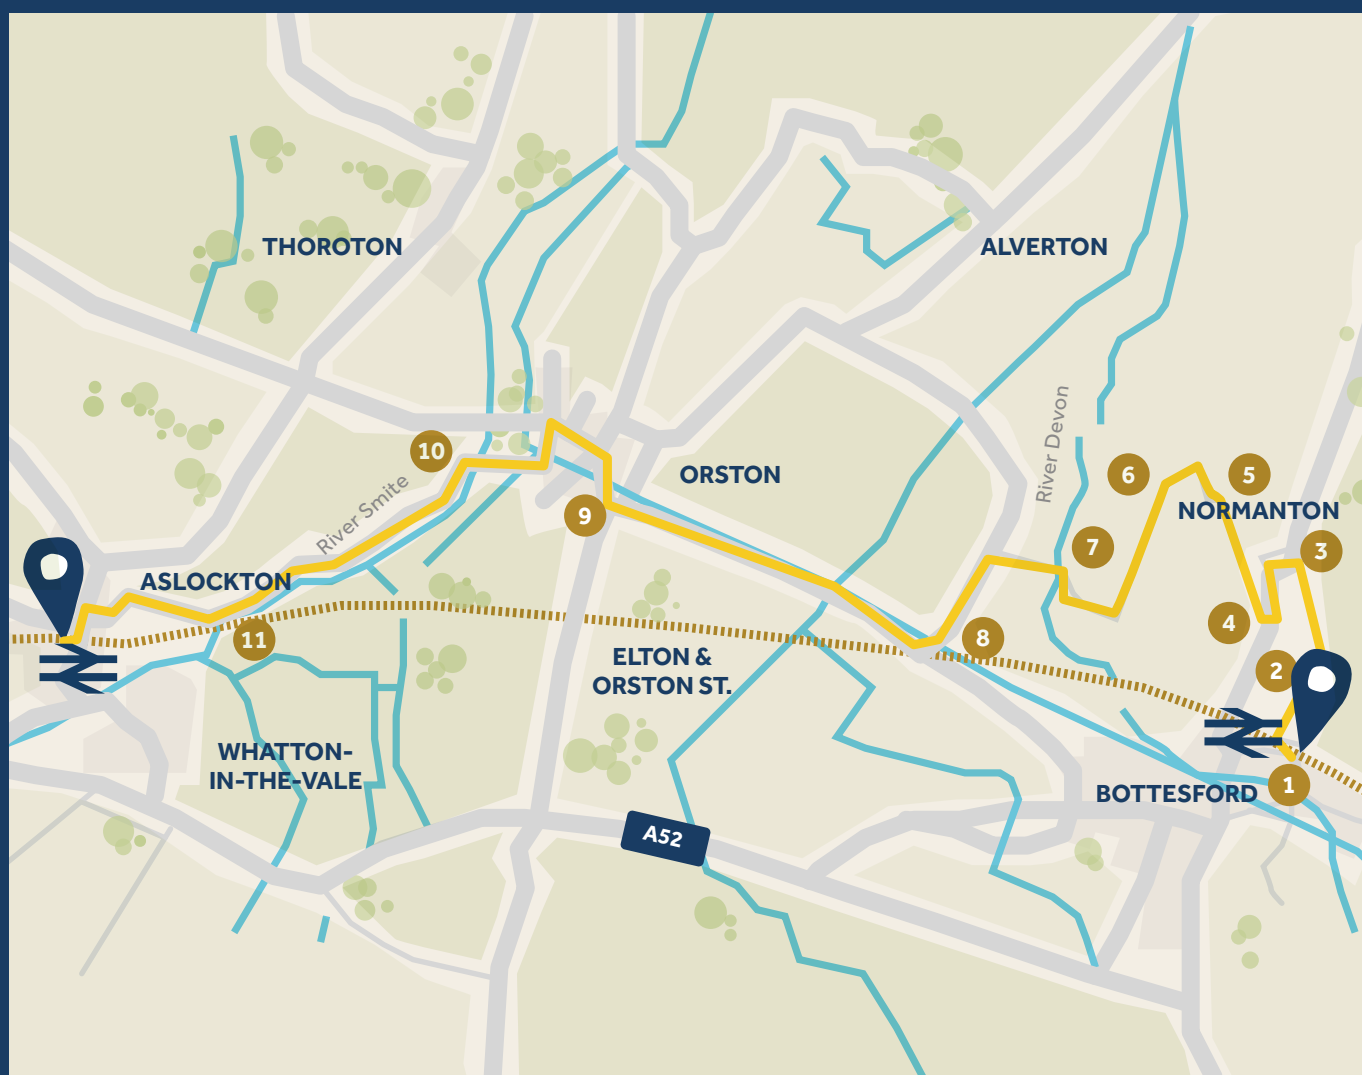 THOROTON
ALVERTON
River Devon
10
6
5
ORSTON
NORMANTON
River Smite
9
7
3
ASLOCKTON
4
11
8
ELTON &
ORSTON ST.
2
WHATTON-
IN-THE-VALE
BOTTESFORD
1
A52